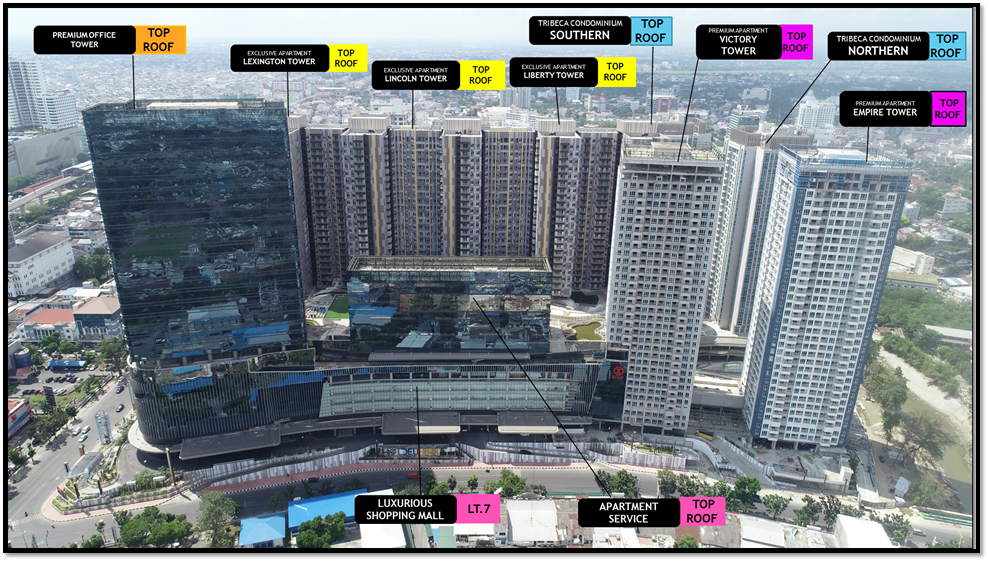 PREMIUM OFFICE
TOWER
TOP
ROOF
EXCLUSIVE APARTMENT
LEXINGTON TOWER
TOP
ROOF
EXCLUSIVE APARTMENT
LINCOLN TOWER
TOP
ROOF
EXCLUSIVE APARTMENT
LIBERTY TOWER
TOP
ROOF
TRIBECA CONDOMINIUM
SOUTHERN
TOP
ROOF
PREMIUM APARTMENT
VICTORY
TOWER
TOP
ROOF
TRIBECA CONDOMINIUM
NORTHERN
TOP
ROOF
PREMIUM APARTMENT
EMPIRE TOWER
TOP
ROOF
LUXURIOUS
SHOPPING MALL
LT.7
APARTMENT
SERVICE
TOP
ROOF